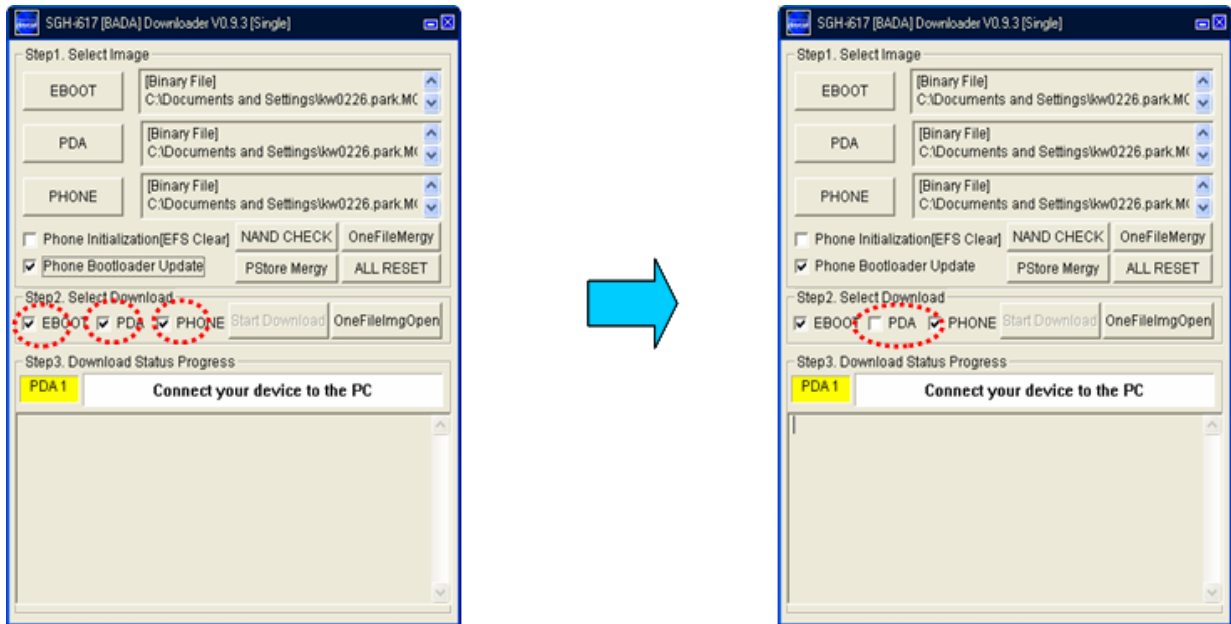 SGH-i617 [BADA] Downloader V0.9.3 [Single]
Step1. Select Image
EBOOT
[Binary File]
C:\Documents and Settings\kw0226.park.MC
PDA
[Binary File]
C:\Documents and Settings\kw0226.park.M(
PHONE
[Binary File]
C:\Documents and Settings\kw0226.park.M(
Phone Initialization[EFS Clear] NAND CHECK OneFileMergy
Phone Bootloader Update PStore Mergy ALL RESET
Step2. Select Download
EBOOT PDA PHONE Start Download OneFileImgOpen
Step3. Download Status Progress
PDA 1 Connect your device to the PC
SGH-i617 [BADA] Downloader V0.9.3 [Single]
Step1. Select Image
EBOOT
[Binary File]
C:\Documents and Settings\kw0226.park.MC
PDA
[Binary File]
C:\Documents and Settings\kw0226.park.M(
PHONE
[Binary File]
C:\Documents and Settings\kw0226.park.M(
Phone Initialization[EFS Clear] NAND CHECK OneFileMergy
Phone Bootloader Update PStore Mergy ALL RESET
Step2. Select Download
EBOOT PDA PHONE Start Download OneFileImgOpen
Step3. Download Status Progress
PDA 1 Connect your device to the PC